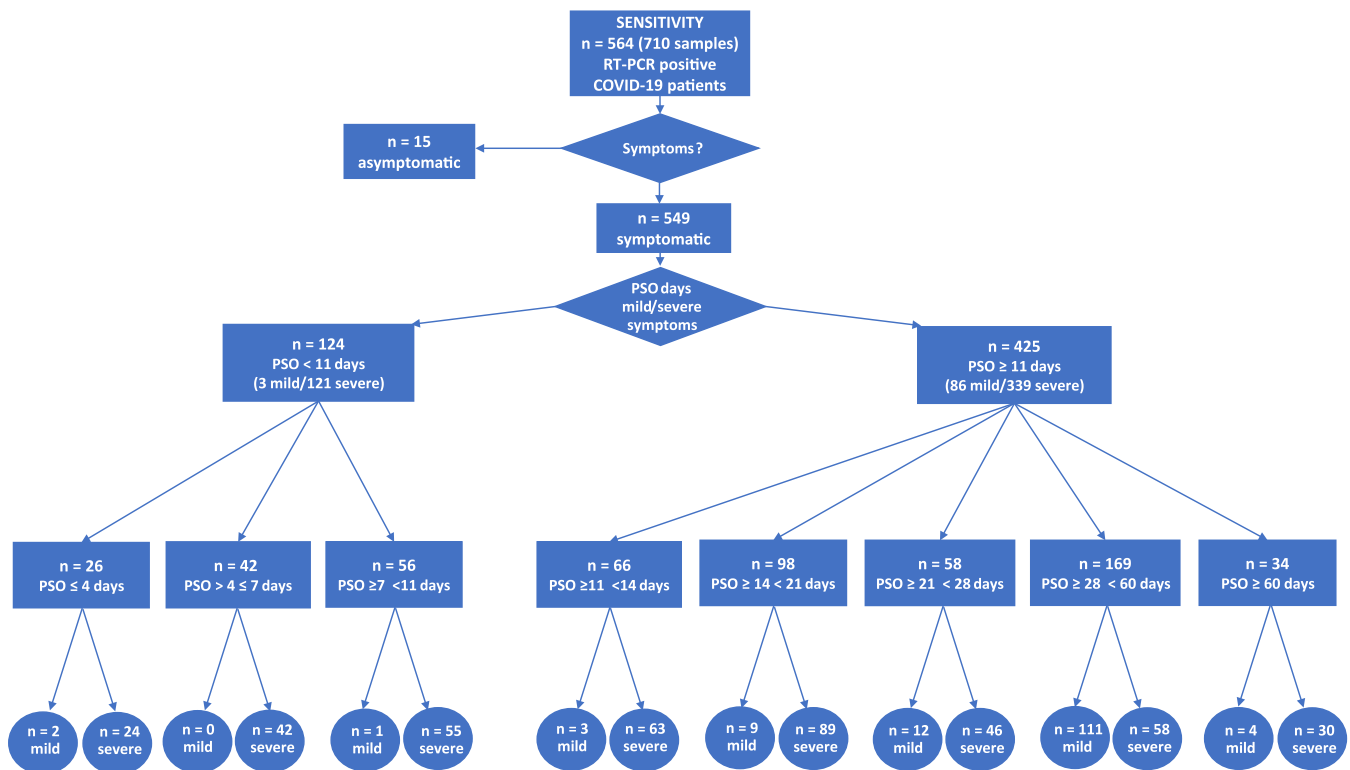 SENSITIVITY
n = 564 (710 samples)
RT-PCR positive
COVID-19 patients
Symptoms?
n = 15
asymptomatic
n = 549
symptomatic
PSO days
mild/severe
symptoms
n = 124
PSO < 11 days
(3 mild/121 severe)
n = 425
PSO ≥ 11 days
(86 mild/339 severe)
n = 26
PSO ≤ 4 days
n = 42
PSO > 4 ≤ 7 days
n = 56
PSO ≥7 <11 days
n = 66
PSO ≥11 <14 days
n = 98
PSO ≥ 14 < 21 days
n = 58
PSO ≥ 21 < 28 days
n = 169
PSO ≥ 28 < 60 days
n = 34
PSO ≥ 60 days
n = 2
mild
n = 24
severe
n = 0
mild
n = 42
severe
n = 1
mild
n = 55
severe
n = 3
mild
n = 63
severe
n = 9
mild
n = 89
severe
n = 12
mild
n = 46
severe
n = 111
mild
n = 58
severe
n = 4
mild
n = 30
severe